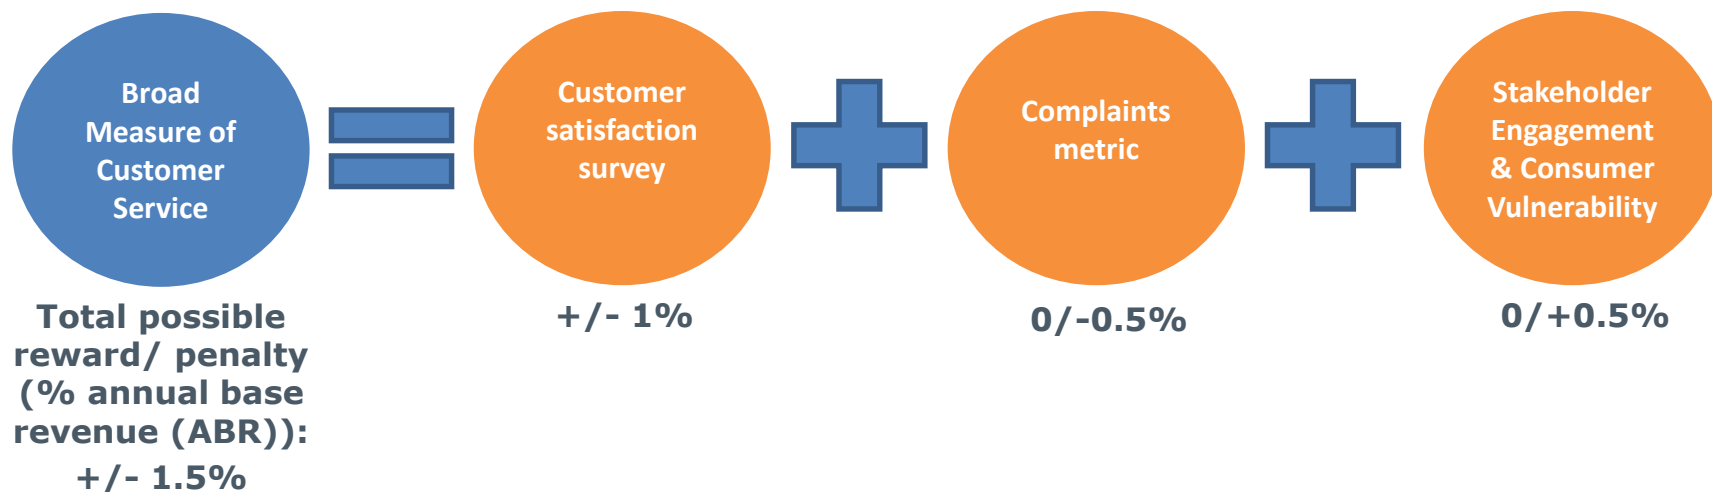 Broad
Measure of
Customer
Service
Customer
satisfaction
survey
Complaints
metric
Stakeholder
Engagement
& Consumer
Vulnerability
Total possible
reward/ penalty
(% annual base
revenue (ABR)):
+/- 1.5%
+/- 1%
0/-0.5%
0/+0.5%